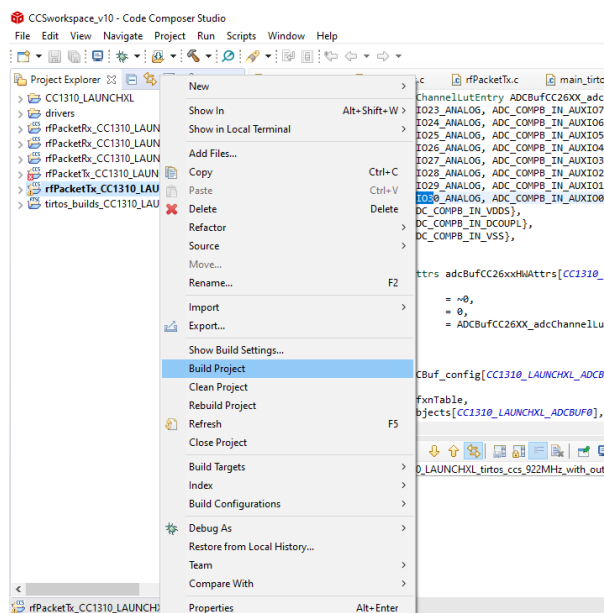 CCSworkspace_v10 - Code Composer Studio
File Edit View Navigate Project Run Scripts Window Help
Project Explorer
CC1310_LAUNCHXL
drivers
rfPacketRx_CC1310_LAUN
rfPacketRx_CC1310_LAUN
rfPacketRx_CC1310_LAUN
rfPacketTx_CC1310_LAUN
rfPacketTx_CC1310_LAU
tirtos_builds_CC1310_LAU
New
Show In Alt+Shift+W
Show in Local Terminal
Add Files...
Copy Ctrl+C
Paste Ctrl+V
Delete Delete
Refactor
Source
Move...
Rename... F2
Import
Export...
Show Build Settings...
Build Project
Clean Project
Rebuild Project
Refresh F5
Close Project
Build Targets
Index
Build Configurations
Debug As
Restore from Local History...
Team
Compare With
Properties Alt+Enter
.c rfPacketTx.c main_tirto
ChannelLutEntry ADCBufCC26XX_adc
IO23_ANALOG, ADC_COMPB_IN_AUXIO7
IO24_ANALOG, ADC_COMPB_IN_AUXIO6
IO25_ANALOG, ADC_COMPB_IN_AUXIO5
IO26_ANALOG, ADC_COMPB_IN_AUXIO4
IO27_ANALOG, ADC_COMPB_IN_AUXIO3
IO28_ANALOG, ADC_COMPB_IN_AUXIO2
IO29_ANALOG, ADC_COMPB_IN_AUXIO1
IO30_ANALOG, ADC_COMPB_IN_AUXIO0
DC_COMPB_IN_VDDS},
DC_COMPB_IN_DCOUPL},
DC_COMPB_IN_VSS},
ttrs adcBufCC26xxHWAttrs[CC1310_
= ~0,
= 0,
= ADCBufCC26XX_adcChannelLu
CBuf_config[CC1310_LAUNCHXL_ADCB
fxnTable,
bjects[CC1310_LAUNCHXL_ADCBUF0],
0_LAUNCHXL_tirtos_ccs_922MHz_with_out
rfPacketTx_CC1310_LAUNCH